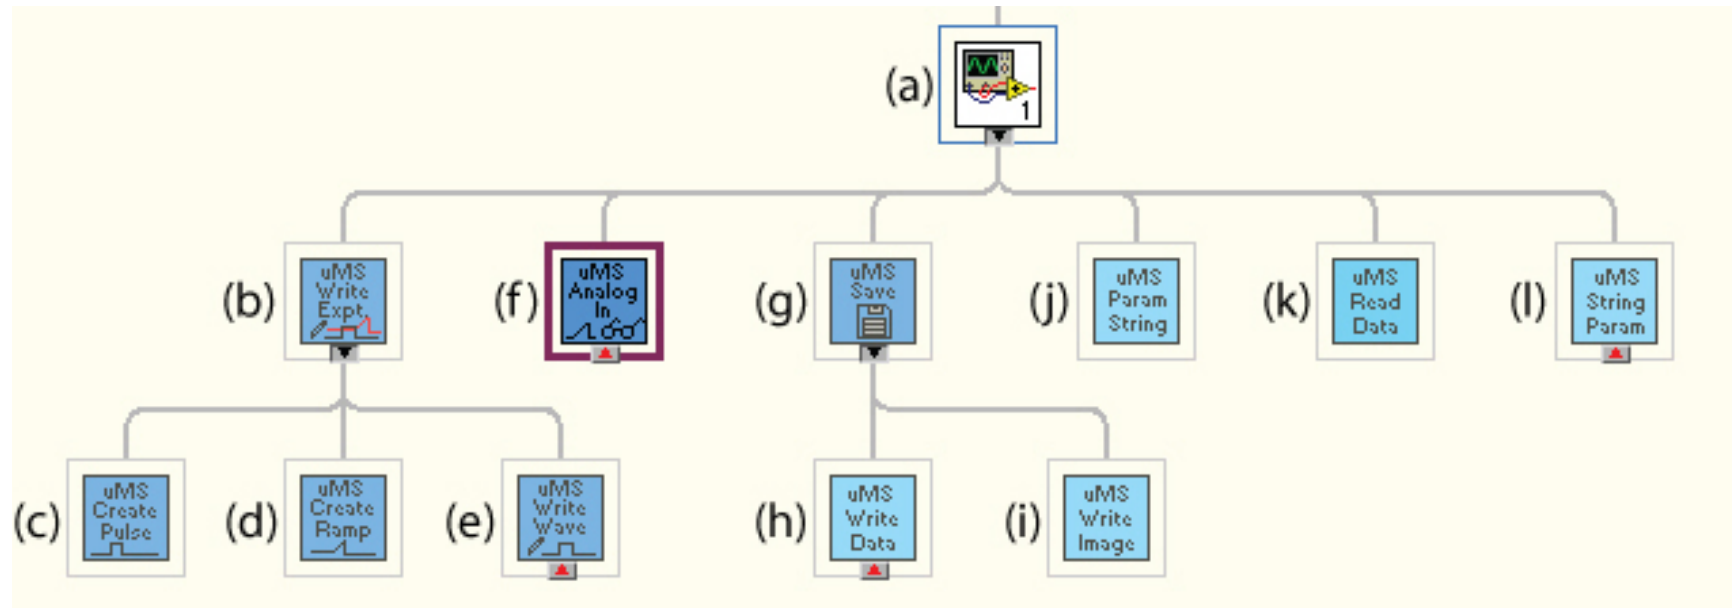 (a)
1
(b)
uMS
Write
Expt.
(f)
uMS
Analog
In
(g)
uMS
Save
(j)
uMS
Param
String
(k)
uMS
Read
Data
(l)
uMS
String
Param
(c)
uMS
Create
Pulse
(d)
uMS
Create
Ramp
(e)
uMS
Write
Wave
(h)
uMS
Write
Data
(i)
uMS
Write
Image